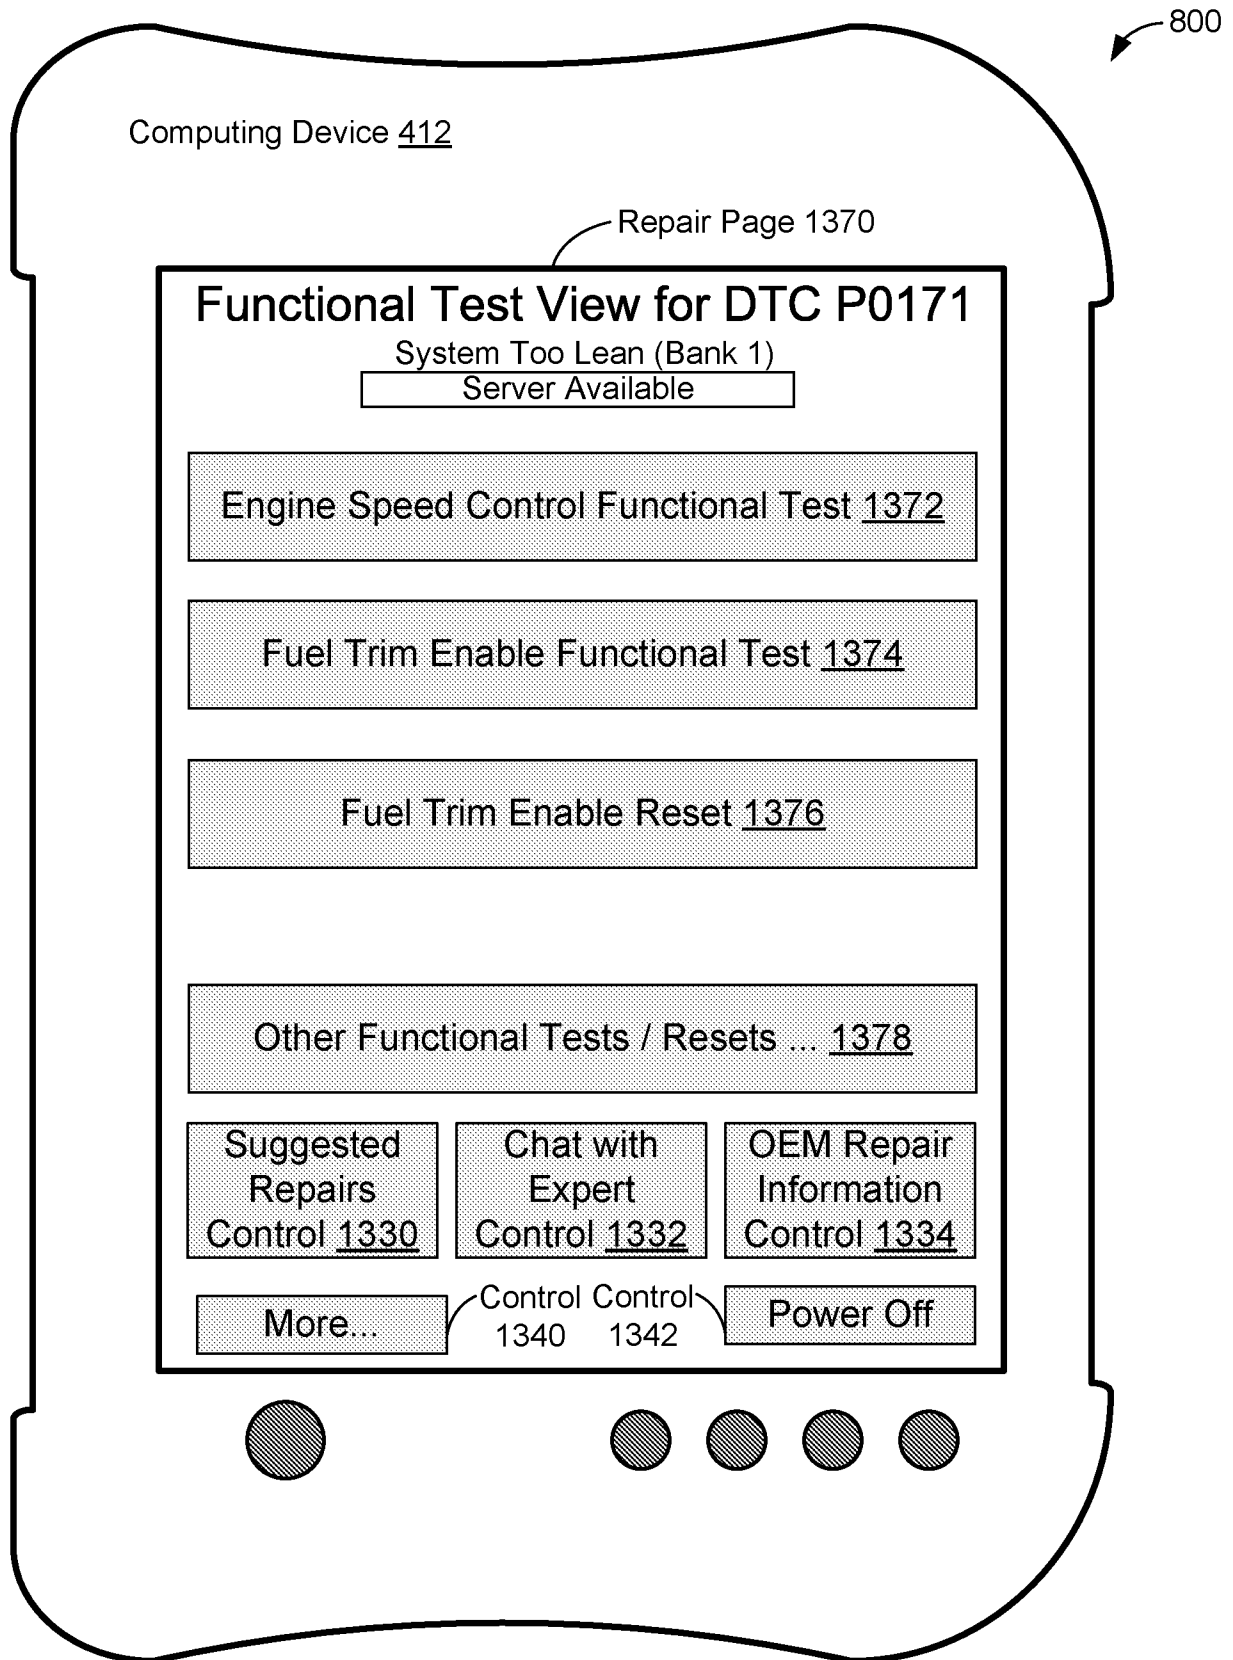 800
Computing Device 412
Repair Page 1370
Functional Test View for DTC P0171
System Too Lean (Bank 1)
Server Available
Engine Speed Control Functional Test 1372
Fuel Trim Enable Functional Test 1374
Fuel Trim Enable Reset 1376
Other Functional Tests / Resets ... 1378
Suggested
Repairs
Control 1330
Chat with
Expert
Control 1332
OEM Repair
Information
Control 1334
More...
Control
1340
Control
1342
Power Off